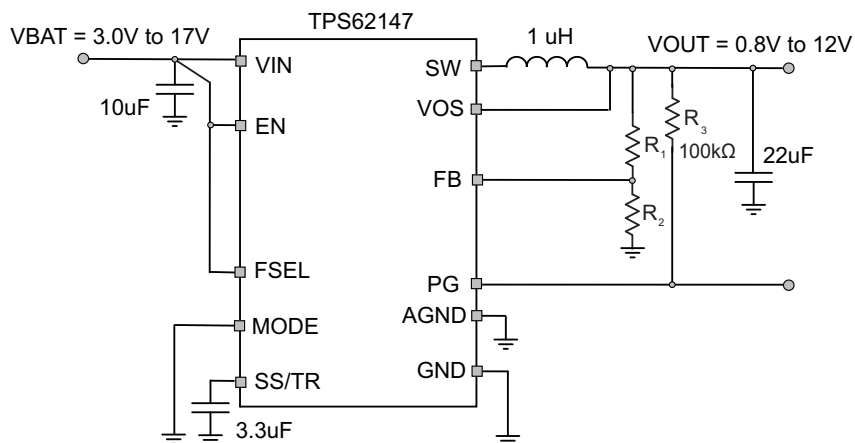 TPS62147
VBAT = 3.0V to 17V
1 uH
VOUT = 0.8V to 12V
VIN
SW
10uF
VOS
EN
R1
R3
100kΩ
22uF
FB
R2
FSEL
PG
MODE
AGND
SS/TR
GND
3.3uF